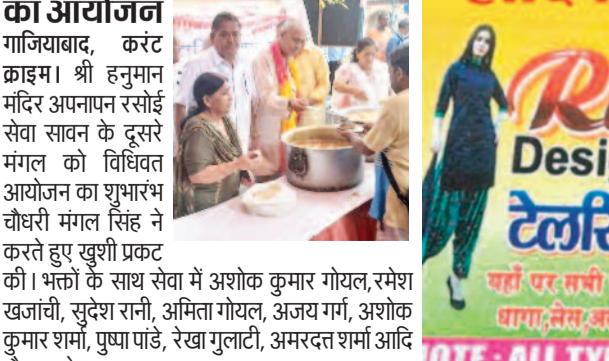 का आयोजन
गाजियाबाद, करंट
क्राइम। श्री हनुमान
मंदिर अपनापन रसोई
सेवा सावन के दूसरे
मंगल को विधिवत
आयोजन का शुभारंभ
चौधरी मंगल सिंह ने
करते हुए खुशी प्रकट
की। भक्तों के साथ सेवा में अशोक कुमार गोयल,रमेश
खजांची, सुदेश रानी, अमिता गोयल, अजय गर्ग, अशोक
कुमार शर्मा, पुष्पा पांडे, रेखा गुलाटी, अमरदत्त शर्मा आदि
R
Desi
यहाँ पर सभी
धागा,लेस,
NOTE : ALL TY